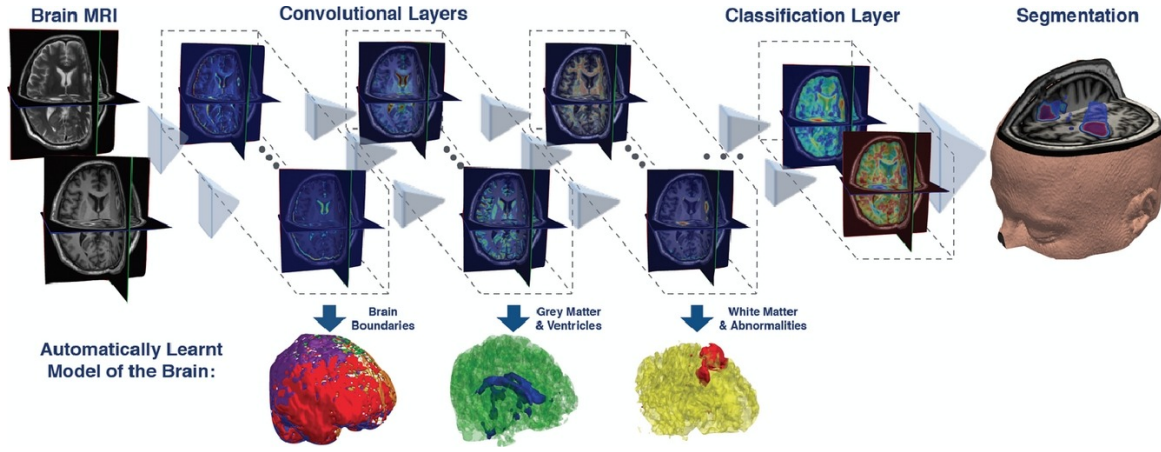 Brain MRI
Convolutional Layers
Classification Layer
Segmentation
Brain
Boundaries
Grey Matter
& Ventricles
White Matter
& Abnormalities
Automatically Learnt
Model of the Brain: